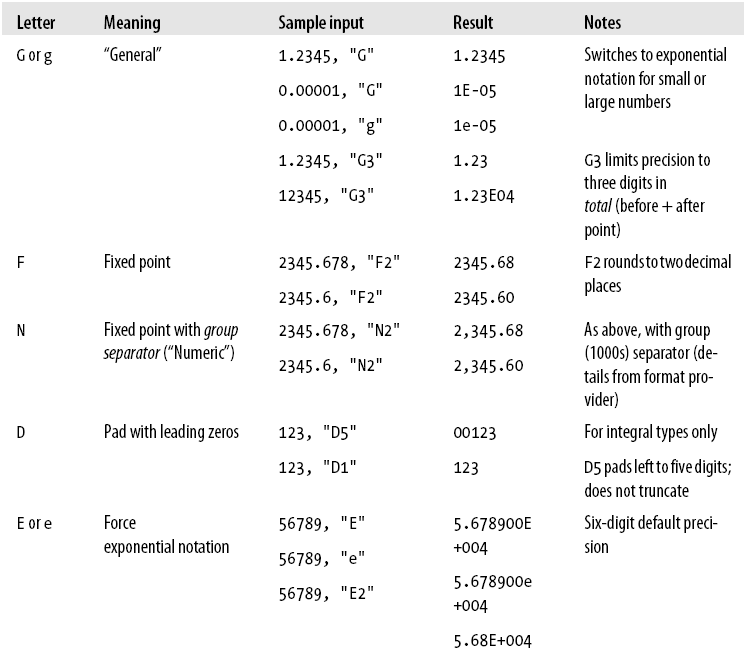 Letter Meaning Sample input Result Notes
G or g “General” 1.2345, "G" 1.2345 Switches to exponential
0.00001, "G" 1E-05 notation for small or
large numbers
0.00001, "g" 1e-05
1.2345, "G3" 1.23 G3 limits precision to
three digits in
12345, "G3" 1.23E04 total (before + after
point)
F Fixed point 2345.678, "F2" 2345.68 F2 rounds to two decimal
2345.6, "F2" 2345.60 places
N Fixed point with group 2345.678, "N2" 2,345.68 As above, with group
separator (“Numeric”) 2345.6, "N2" 2,345.60 (1000s) separator (de-
tails from format pro-
vider)
D Pad with leading zeros 123, "D5" 00123 For integral types only
123, "D1" 123 D5 pads left to five digits;
does not truncate
E or e Force 56789, "E" 5.678900E Six-digit default preci-
exponential notation +004 sion
56789, "e"
56789, "E2" 5.678900e
+004
5.68E+004